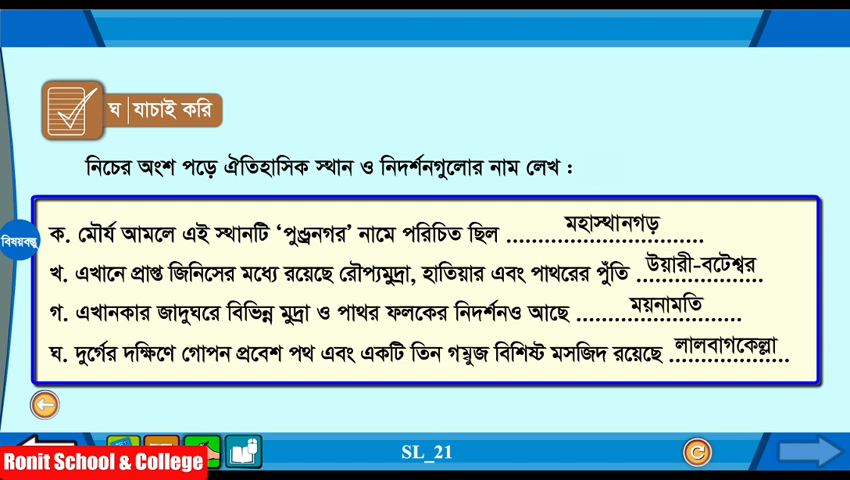 ঘ | যাচাই করি
নিচের অংশ পড়ে ঐতিহাসিক স্থান ও নিদর্শনগুলোর নাম লেখ :
ক. মৌর্য আমলে এই স্থানটি ‘পুণ্ড্রনগর’ নামে পরিচিত ছিল মহাস্থানগড়
বিষয়বস্তু
খ. এখানে প্রাপ্ত জিনিসের মধ্যে রয়েছে রৌপ্যমুদ্রা, হাতিয়ার এবং পাথরের পুঁতি উয়ারী-বটেশ্বর
গ. এখানকার জাদুঘরে বিভিন্ন মুদ্রা ও পাথর ফলকের নিদর্শনও আছে ময়নামতি
ঘ. দুর্গের দক্ষিণে গোপন প্রবেশ পথ এবং একটি তিন গম্বুজ বিশিষ্ট মসজিদ রয়েছে লালবাগকেল্লা
SL_21
Ronit School & College